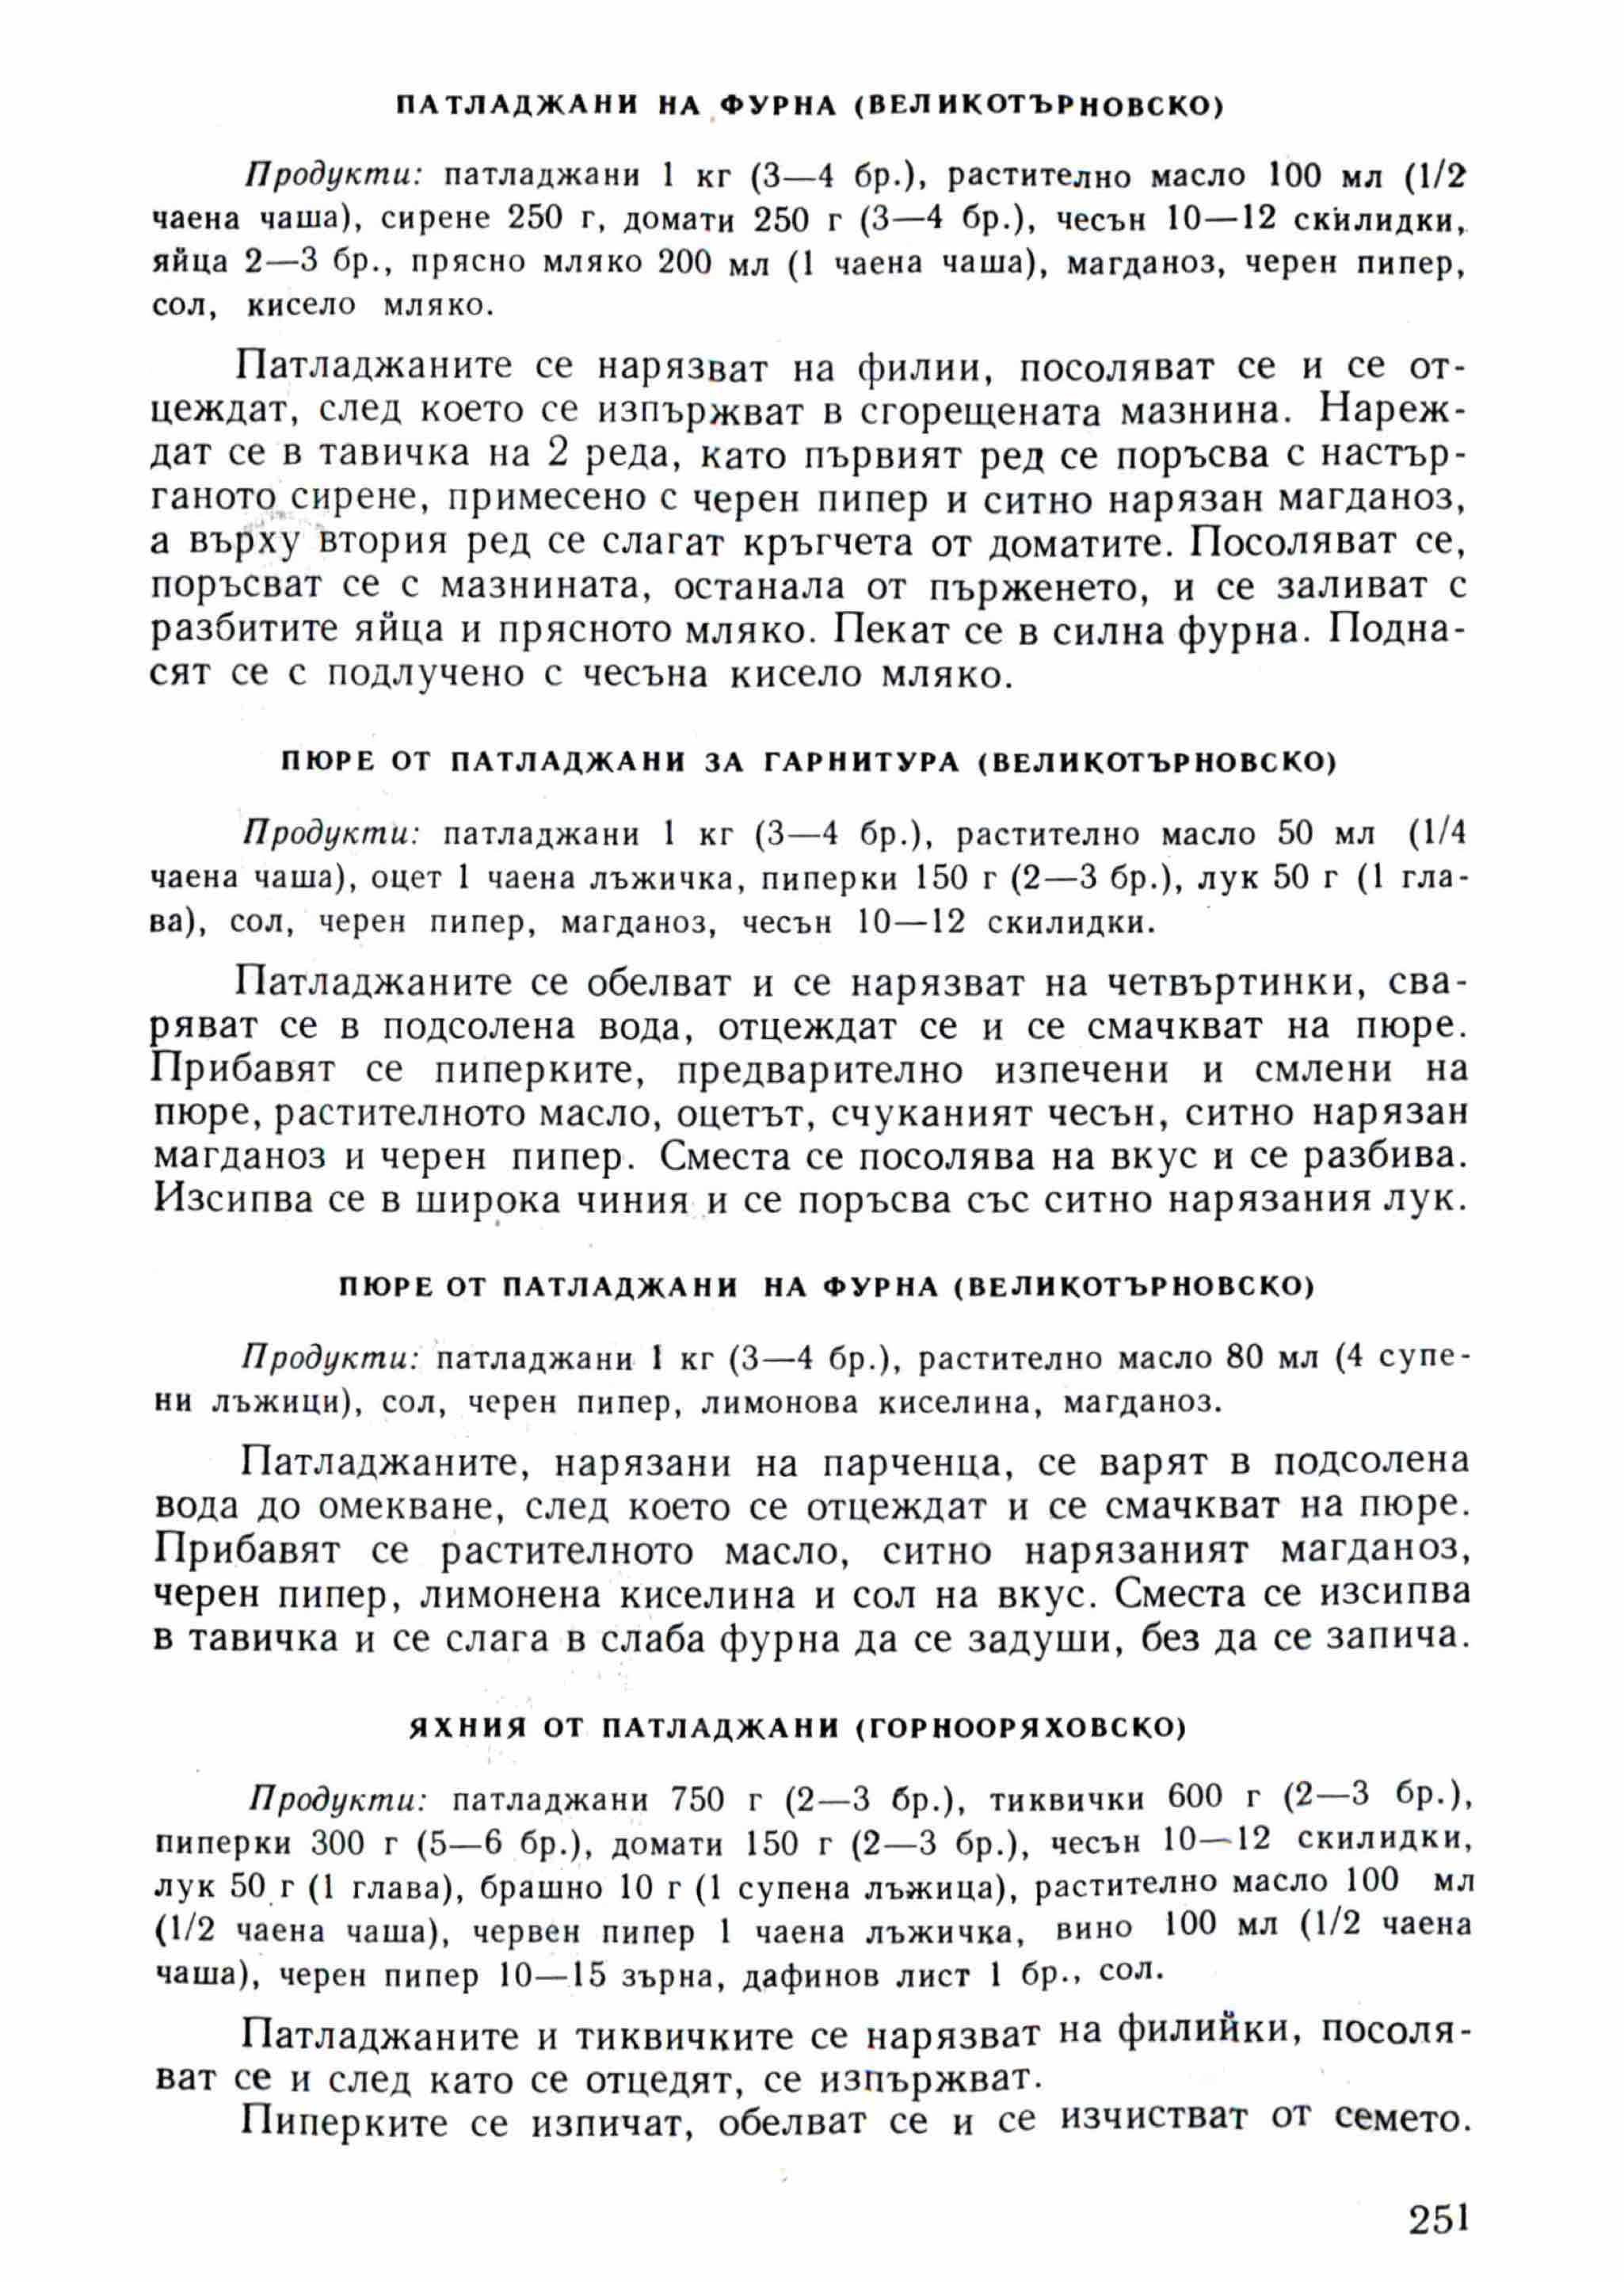 ПАТЛАДЖАНИ НА ФУРНА (ВЕЛИКОТЪРНОВСКО)
Продукти: патладжани 1 кг (3—4 бр.), растително масло 100 мл (1/2
чаена чаша), сирене 250 г, домати 250 г (3—4 бр.), чесън 10—12 скилидки,
яйца 2—3 бр., прясно мляко 200 мл (1 чаена чаша), магданоз, черен пипер,
сол, кисело мляко.
Патладжаните се нарязват на филии, посоляват се и се от-
цеждат, след което се изпържват в сгорещената мазнина. Нареж-
дат се в тавичка на 2 реда, като първият ред се поръсва с настър-
ганото сирене, примесено с черен пипер и ситно нарязан магданоз,
а върху втория ред се слагат кръгчета от доматите. Посоляват се,
поръсват се с мазнината, останала от пърженето, и се заливат с
разбитите яйца и прясното мляко. Пекат се в силна фурна. Подна-
сят се с подлучено с чесъна кисело мляко.
ПЮРЕ ОТ ПАТЛАДЖАНИ ЗА ГАРНИТУРА (ВЕЛИКОТЪРНОВСКО)
Продукти: патладжани 1 кг (3—4 бр.), растително масло 50 мл (1/4
чаена чаша), оцет 1 чаена лъжичка, пиперки 150 г (2—3 бр.), лук 50 г (1 гла-
ва), сол, черен пипер, магданоз, чесън 10—12 скилидки.
Патладжаните се обелват и се нарязват на четвъртинки, сва-
ряват се в подсолена вода, отцеждат се и се смачкват на пюре.
Прибавят се пиперките, предварително изпечени и смлени на
пюре, растителното масло, оцетът, счуканият чесън, ситно нарязан
магданоз и черен пипер. Сместа се посолява на вкус и се разбива.
Изсипва се в широка чиния и се поръсва със ситно нарязания лук.
ПЮРЕ ОТ ПАТЛАДЖАНИ НА ФУРНА (ВЕЛИКОТЪРНОВСКО)
Продукти: патладжани 1 кг (3—4 бр.), растително масло 80 мл (4 супе-
ни лъжици), сол, черен пипер, лимонова киселина, магданоз.
Патладжаните, нарязани на парченца, се варят в подсолена
вода до омекване, след което се отцеждат и се смачкват на пюре.
Прибавят се растителното масло, ситно нарязаният магданоз,
черен пипер, лимонена киселина и сол на вкус. Сместа се изсипва
в тавичка и се слага в слаба фурна да се задуши, без да се запича.
ЯХНИЯ ОТ ПАТЛАДЖАНИ (ГОРНООРЯХОВСКО)
Продукти: патладжани 750 г (2—3 бр.), тиквички 600 г (2—3 бр.),
пиперки 300 г (5—6 бр.), домати 150 г (2—3 бр.), чесън 10—12 скилидки,
лук 50 г (1 глава), брашно 10 г (1 супена лъжица), растително масло 100 мл
(1/2 чаена чаша), червен пипер 1 чаена лъжичка, вино 100 мл (1/2 чаена
чаша), черен пипер 10—15 зърна, дафинов лист 1 бр., сол.
Патладжаните и тиквичките се нарязват на филийки, посоля-
ват се и след като се отцедят, се изпържват.
Пиперките се изпичат, обелват се и се изчистват от семето.
251